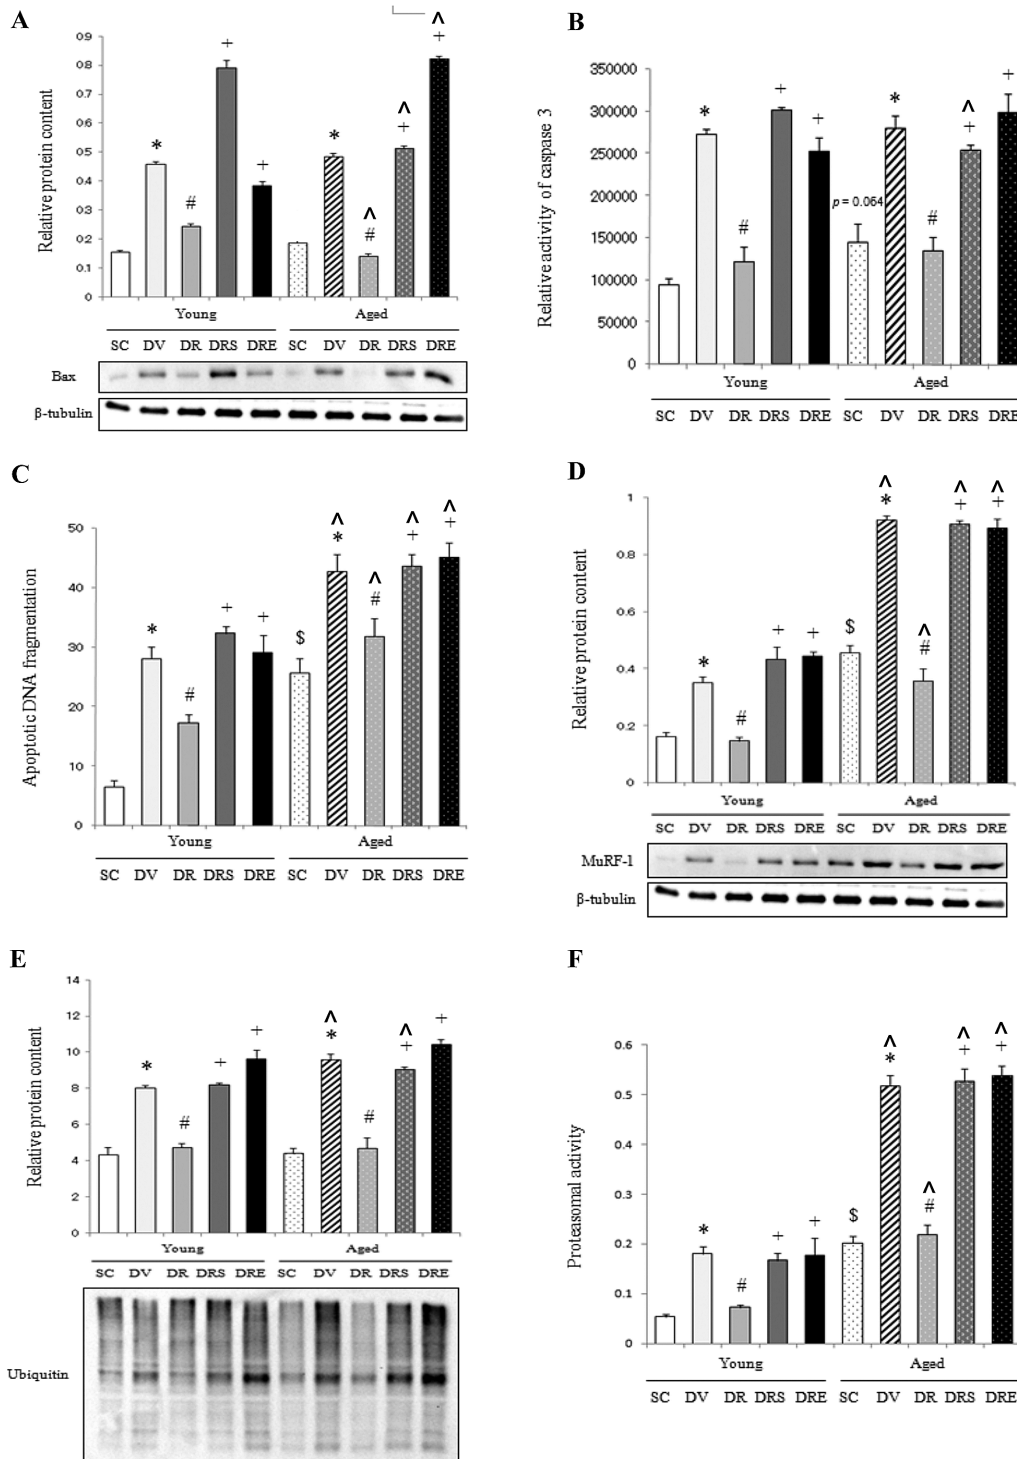 A
Relative protein content
0.9
0.8
0.7
0.6
0.5
0.4
0.3
0.2
0.1
0
* # + + * ^ # ^ + ^ +
Young Aged
SC DV DR DRS DRE SC DV DR DRS DRE
Bax
β-tubulin
B
Relative activity of caspase 3
350000
300000
250000
200000
150000
100000
50000
0
* # + + p = 0.064 * # ^ + +
Young Aged
SC DV DR DRS DRE SC DV DR DRS DRE
C
Apoptotic DNA fragmentation
50
40
30
20
10
0
* # + + $ ^ * ^ # ^ + ^ +
Young Aged
SC DV DR DRS DRE SC DV DR DRS DRE
D
Relative protein content
1
0.8
0.6
0.4
0.2
0
* # + + $ ^ * ^ # ^ + ^ +
Young Aged
SC DV DR DRS DRE SC DV DR DRS DRE
MuRF-1
β-tubulin
E
Relative protein content
14
12
10
8
6
4
2
0
* # + + ^ * # ^ + +
Young Aged
SC DV DR DRS DRE SC DV DR DRS DRE
Ubiquitin
F
Proteasomal activity
0.6
0.5
0.4
0.3
0.2
0.1
0
* # + + $ ^ * ^ # ^ + ^ +
Young Aged
SC DV DR DRS DRE SC DV DR DRS DRE